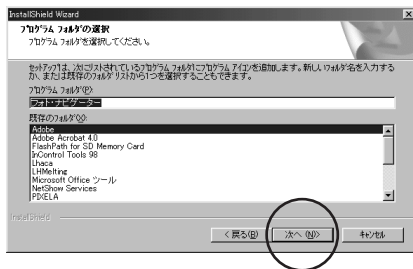 InstallShield Wizard
ﾌﾟﾛｸﾞﾗﾑ ﾌｫﾙﾀﾞの選択
ﾌﾟﾛｸﾞﾗﾑ ﾌｫﾙﾀﾞを選択してください。
ｾｯﾄｱｯﾌﾟは、次にﾘｽﾄされているﾌﾟﾛｸﾞﾗﾑ ﾌｫﾙﾀﾞにﾌﾟﾛｸﾞﾗﾑ ｱｲｺﾝを追加します。新しいﾌｫﾙﾀﾞ名を入力する
か、または既存のﾌｫﾙﾀﾞﾘｽﾄから1つを選択することもできます。
ﾌﾟﾛｸﾞﾗﾑ ﾌｫﾙﾀﾞ(P):
フォト・ナビゲーター
既存のﾌｫﾙﾀﾞ(X):
Adobe
Adobe Acrobat 4.0
FlashPath for SD Memory Card
InControl Tools 98
Lhaca
LHMelting
Microsoft Office ツール
NetShow Services
PIXELA
InstallShield
< 戻る(B)
次へ (N)>
ｷｬﾝｾﾙ